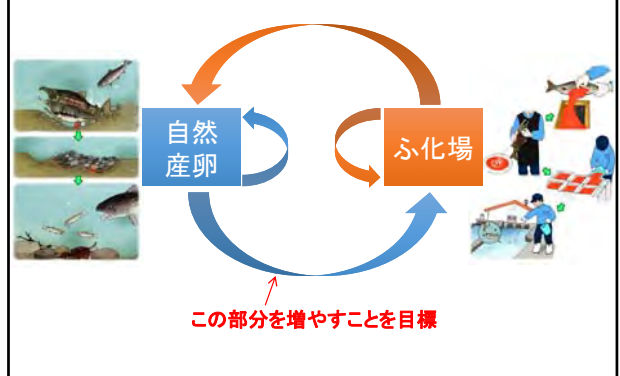 自然
産卵
ふ化場
この部分を増やすことを目標